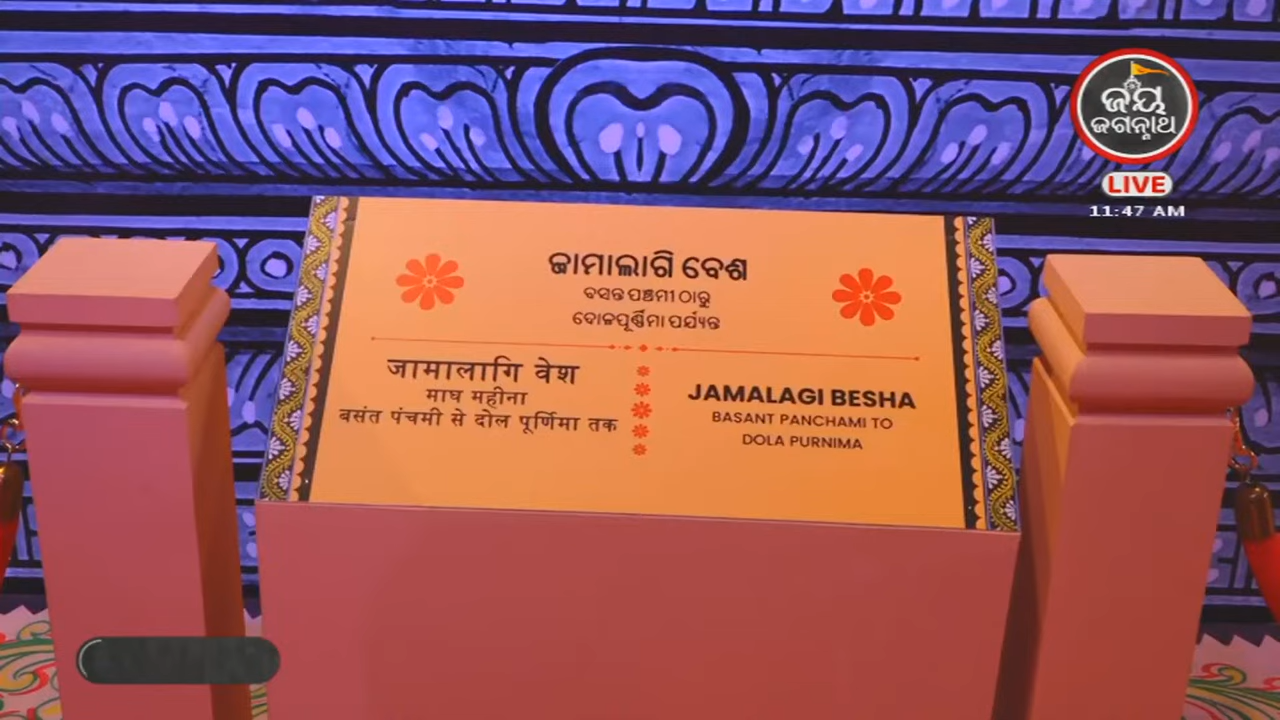 ଜୟ
ଜଗନ୍ନାଥ
LIVE
11:47 AM
ଜାମାଲାଗି ବେଶ
ବସନ୍ତ ପଞ୍ଚମୀ ଠାରୁ
ଦୋଳପୂର୍ଣ୍ଣିମା ପର୍ଯ୍ୟନ୍ତ
जामालागि वेश
माघ महीना
बसंत पंचमी से दोल पूर्णिमा तक
JAMALAGI BESHA
BASANT PANCHAMI TO
DOLA PURNIMA